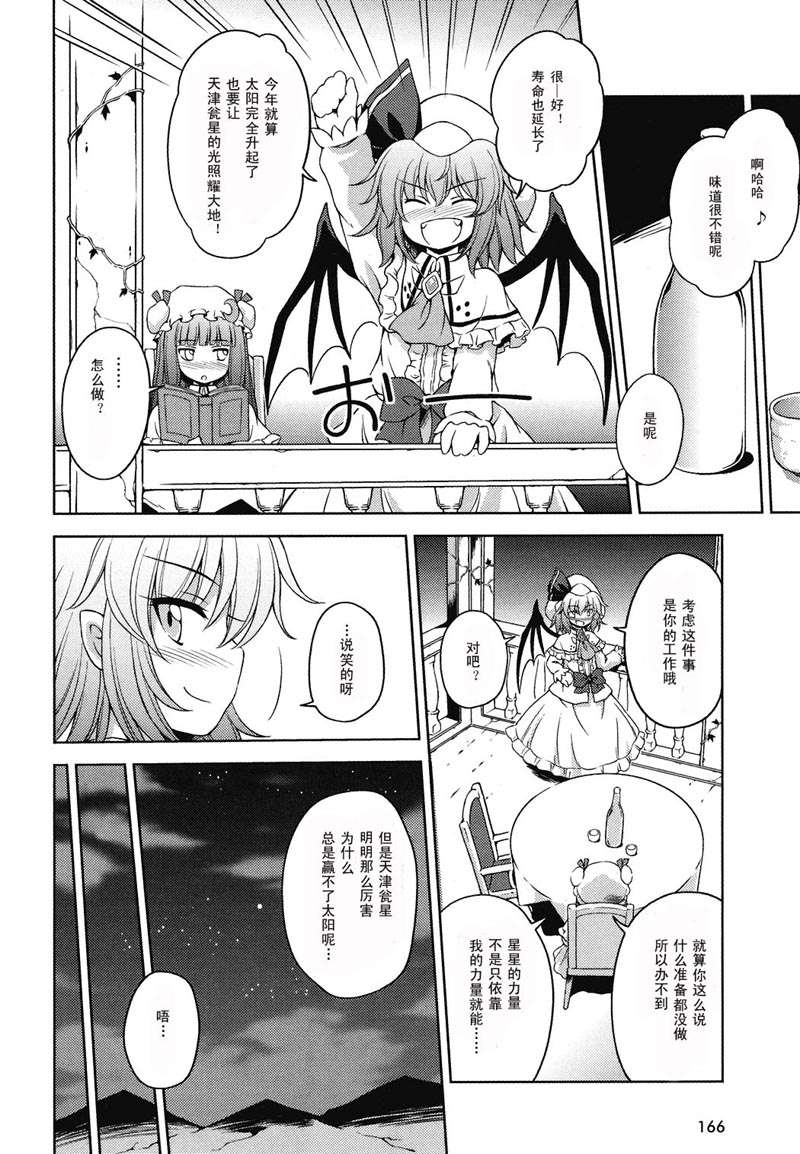 啊哈哈
味道很不错呢♪
是呢
很—好！
寿命也延长了
今年就算
太阳完全升起了
也要让
天津瓮星的光照耀大地！
おーーー
……
怎么做？
考虑这件事
是你的工作哦
对吧？
就算你这么说
什么准备都没做
所以办不到
星星的力量
不是只依靠
我的力量就能……
…说笑的呀
但是天津瓮星
明明那么厉害
为什么
总是赢不了太阳呢…
唔…
166